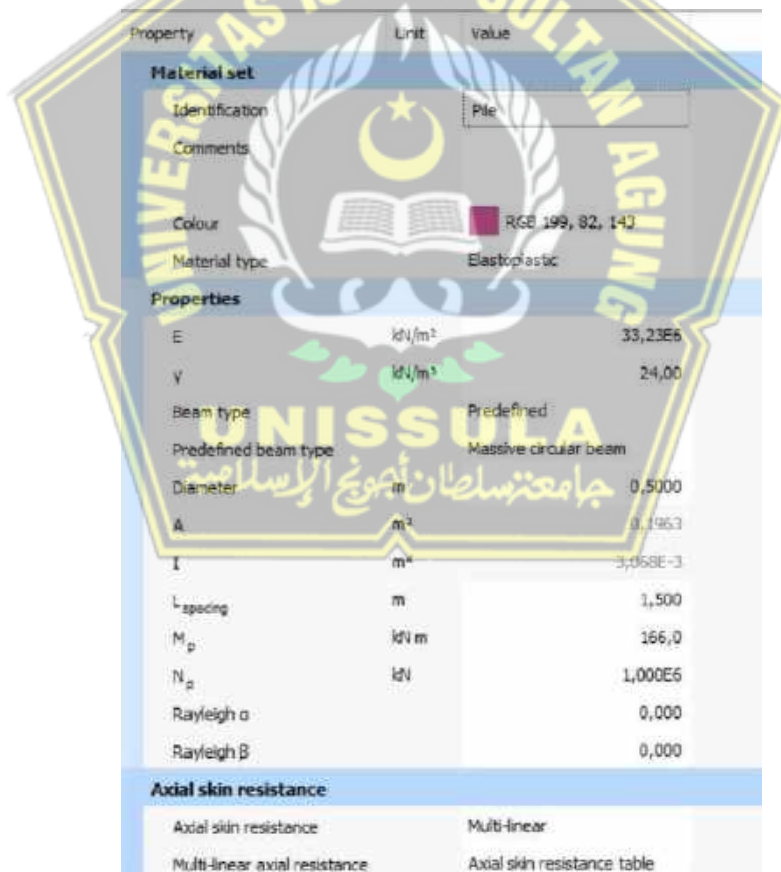 Property Unit Value
Material set
Identification Pile
Comments
Colour RGB 199, 82, 143
Material type Elastoplastic
Properties
E kN/m² 33,23E6
γ kN/m³ 24,00
Beam type Predefined
Predefined beam type Massive circular beam
Diameter m 0,5000
A m² 0,1963
I m⁴ 3,068E-3
L spacing m 1,500
M p kN m 166,0
N p kN 1,000E6
Rayleigh α 0,000
Rayleigh β 0,000
Axial skin resistance
Axial skin resistance Multi-linear
Multi-linear axial resistance Axial skin resistance table
UNIVERSITAS SULTAN AGUNG
UNISSULA
جامعتسلطان أجونج الإسلامية